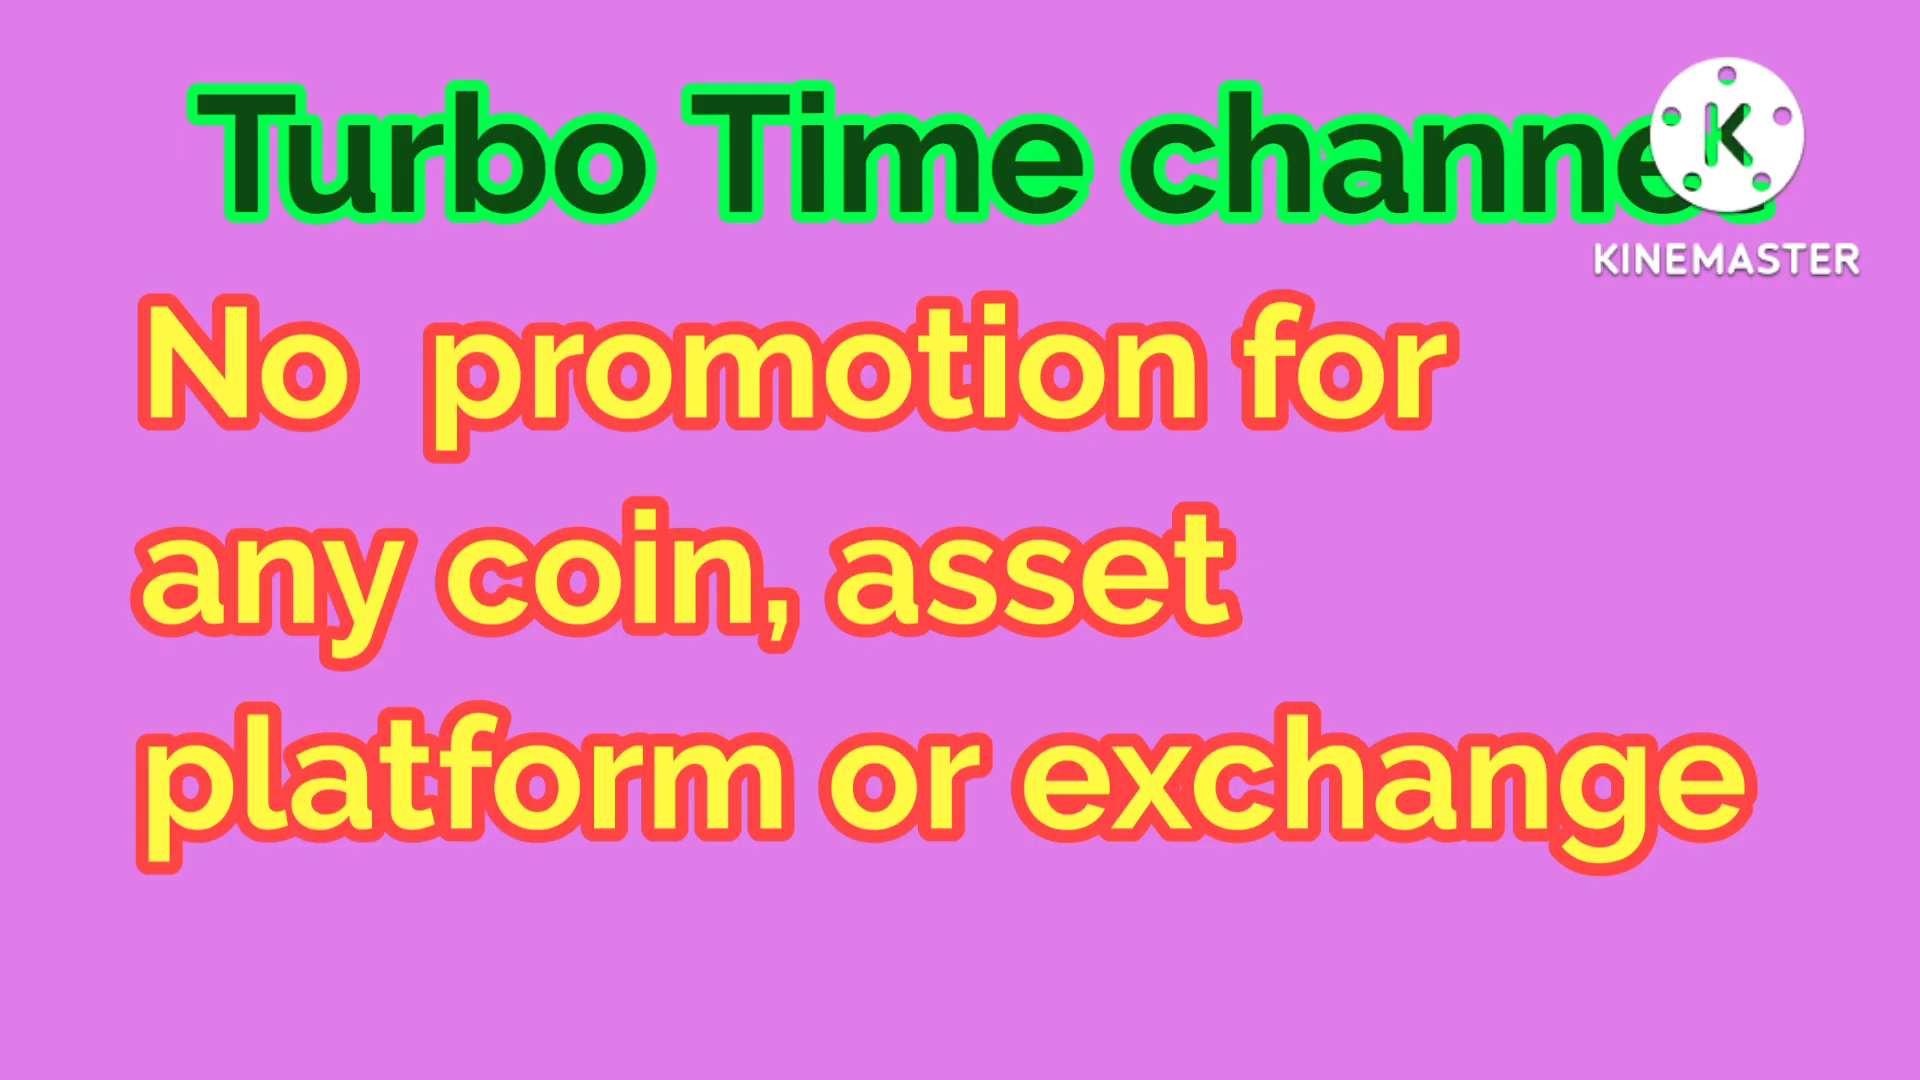 Turbo Time channel
KINEMASTER
No promotion for
any coin, asset
platform or exchange